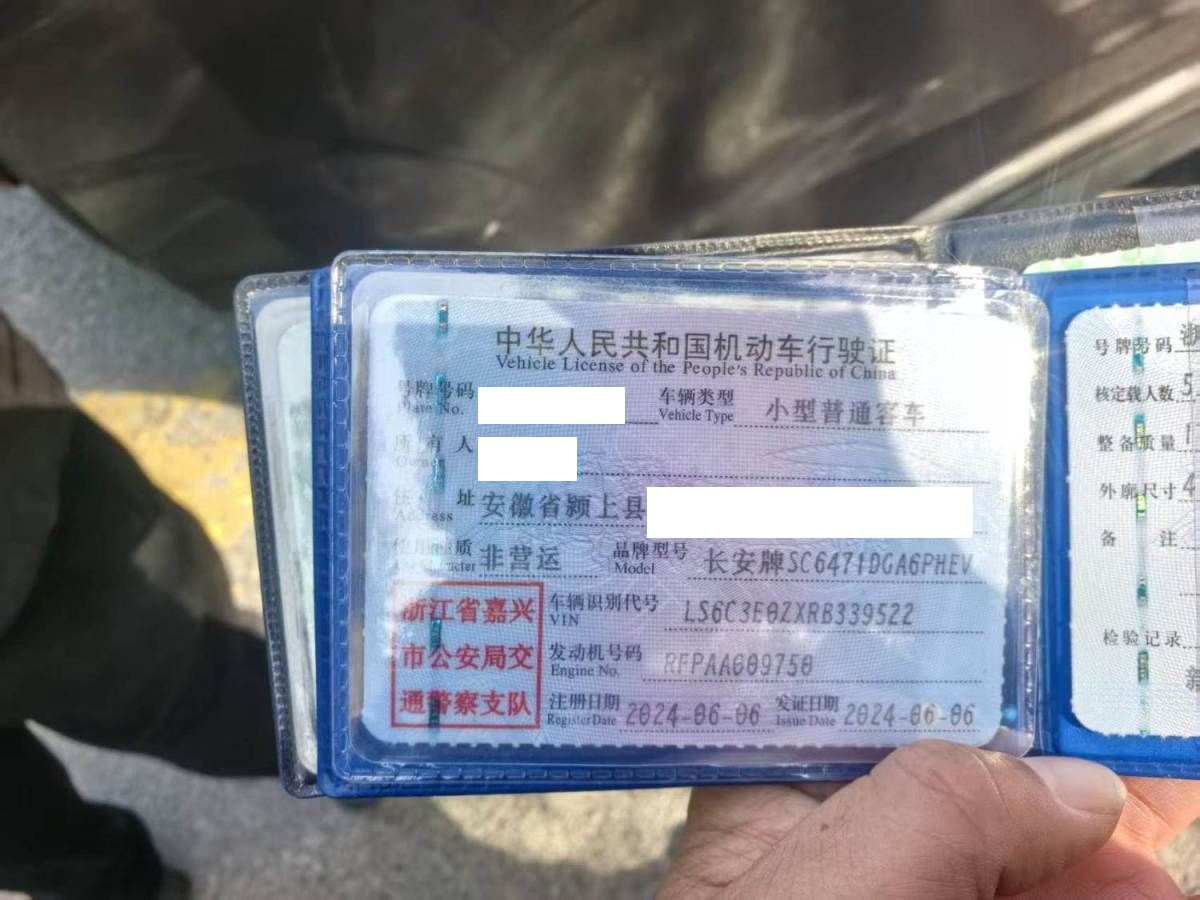 中华人民共和国机动车行驶证
Vehicle License of the People's Republic of China
号牌号码
Plate No.
车辆类型 小型普通客车
Vehicle Type
所有人
Owner
住址 安徽省颍上县
Address
使用性质 非营运
品牌型号 长安牌SC6471DGA6PHEV
Model
浙江省嘉兴
市公安局交
通警察支队
车辆识别代号 LS6C3E0ZXRB339522
VIN
发动机号码 RFPAA009750
Engine No.
注册日期 2024-06-06
Register Date
发证日期 2024-06-06
Issue Date
号牌号码 浙
核定载人数 5
整备质量
外廓尺寸 4
备注
检验记录